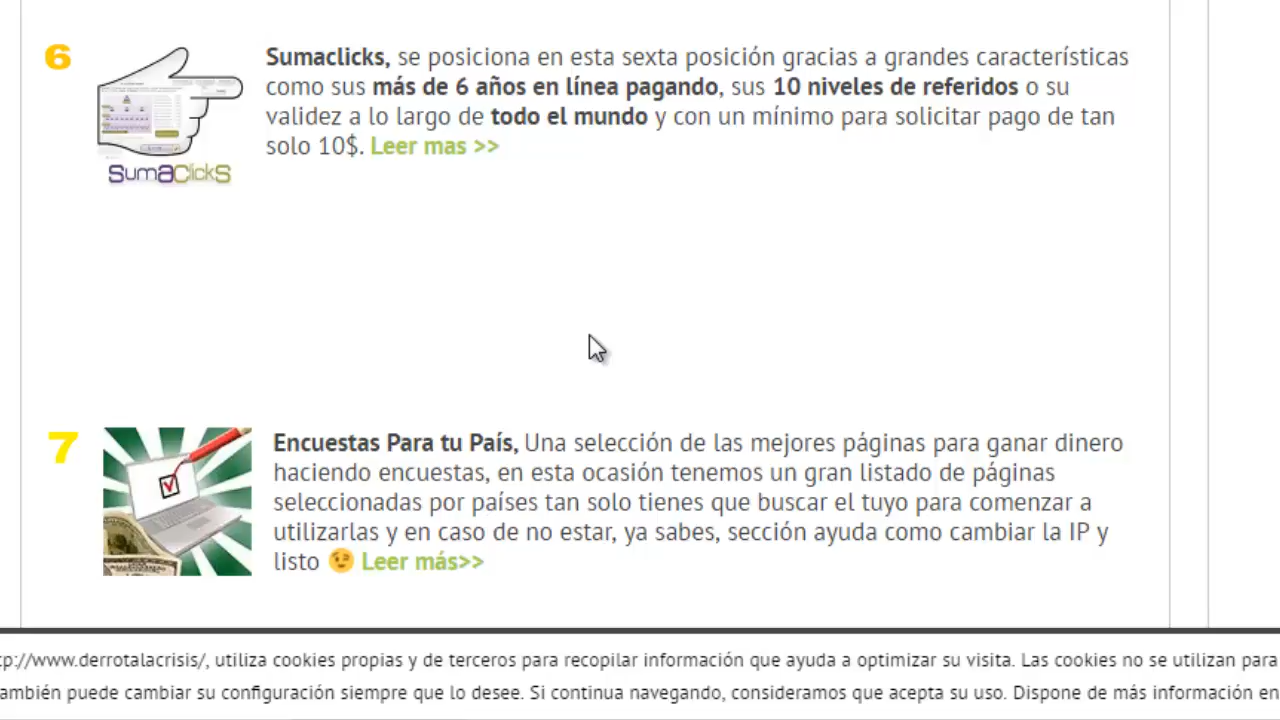 6
Sumaclicks, se posiciona en esta sexta posición gracias a grandes características
como sus más de 6 años en línea pagando, sus 10 niveles de referidos o su
validez a lo largo de todo el mundo y con un mínimo para solicitar pago de tan
solo 10$. Leer mas >>
SumaClickS
7
Encuestas Para tu País, Una selección de las mejores páginas para ganar dinero
haciendo encuestas, en esta ocasión tenemos un gran listado de páginas
seleccionadas por países tan solo tienes que buscar el tuyo para comenzar a
utilizarlas y en caso de no estar, ya sabes, sección ayuda como cambiar la IP y
listo 😉 Leer más>>
tp://www.derrotalacrisis/, utiliza cookies propias y de terceros para recopilar información que ayuda a optimizar su visita. Las cookies no se utilizan para
ambién puede cambiar su configuración siempre que lo desee. Si continua navegando, consideramos que acepta su uso. Dispone de más información en